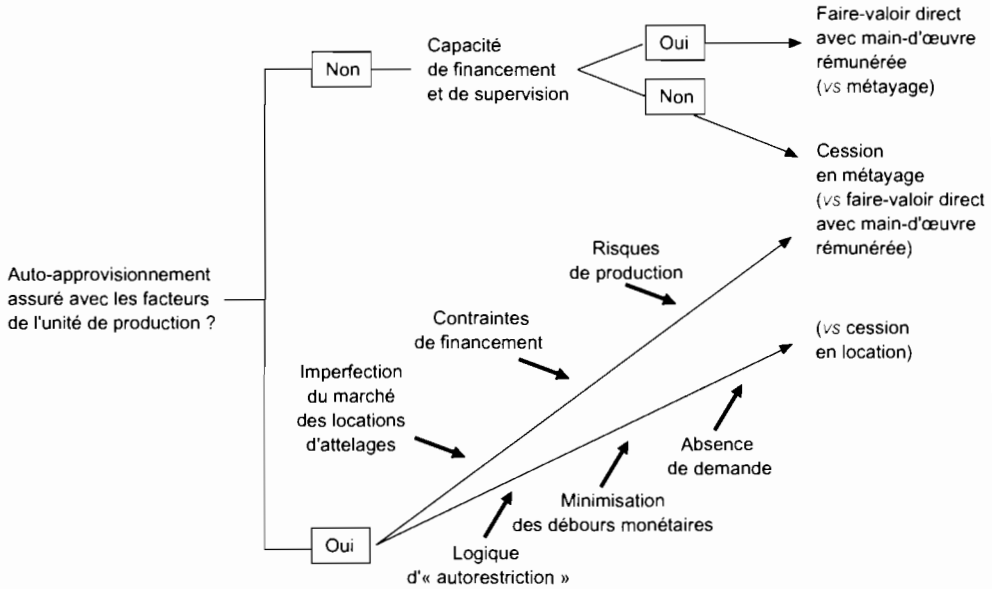 Auto-approvisionnement
assuré avec les facteurs
de l'unité de production ?
Non
Capacité
de financement
et de supervision
Oui
Non
Faire-valoir direct
avec main-d'œuvre
rémunérée
(vs métayage)
Cession
en métayage
(vs faire-valoir direct
avec main-d'œuvre
rémunérée)
(vs cession
en location)
Risques
de production
Contraintes
de financement
Imperfection
du marché
des locations
d'attelages
Oui
Logique
d'« autorestriction »
Minimisation
des débours monétaires
Absence
de demande